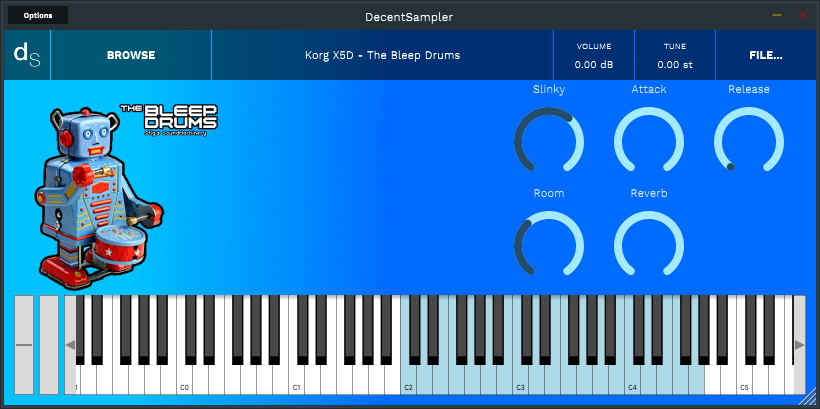 Options
DecentSampler
dS
BROWSE
Korg X5D - The Bleep Drums
VOLUME
0.00 dB
TUNE
0.00 st
FILE...
THE BLEEP
DRUMS
Slinky
Attack
Release
Room
Reverb
C0
C1
C2
C3
C4
C5